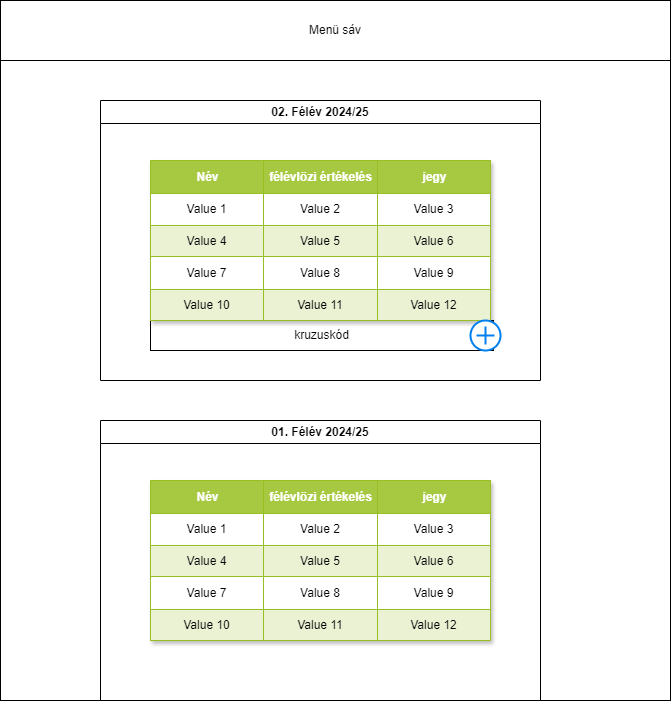 Menü sáv
02. Félév 2024/25
Név félévlözi értékelés jegy
Value 1 Value 2 Value 3
Value 4 Value 5 Value 6
Value 7 Value 8 Value 9
Value 10 Value 11 Value 12
kruzuskód
01. Félév 2024/25
Név félévlözi értékelés jegy
Value 1 Value 2 Value 3
Value 4 Value 5 Value 6
Value 7 Value 8 Value 9
Value 10 Value 11 Value 12